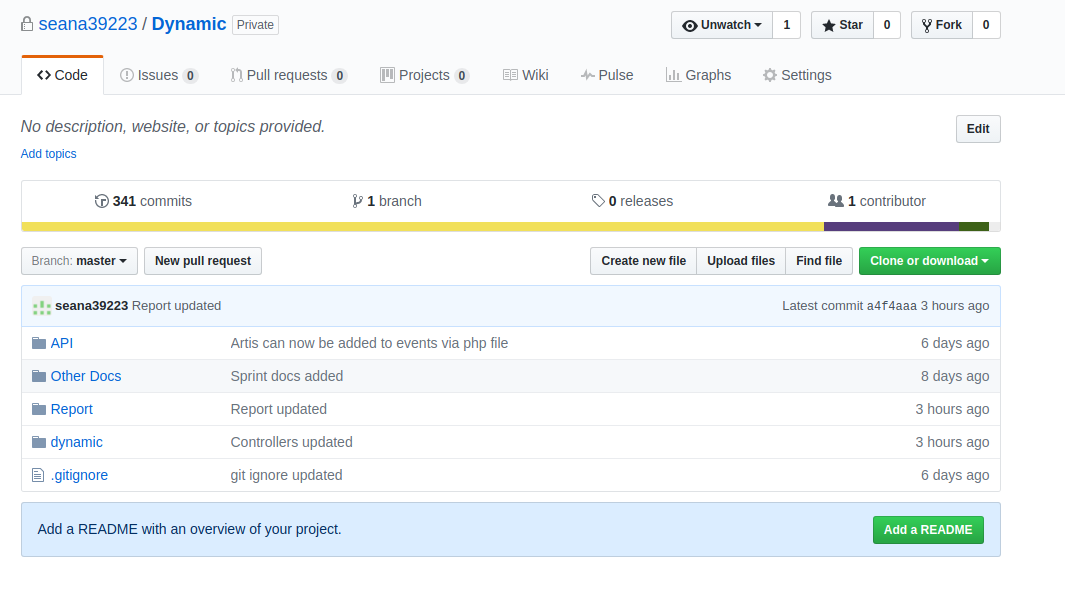 seana39223 / Dynamic Private Unwatch 1 Star 0 Fork 0
Code Issues 0 Pull requests 0 Projects 0 Wiki Pulse Graphs Settings
No description, website, or topics provided. Edit
Add topics
341 commits 1 branch 0 releases 1 contributor
Branch: master New pull request Create new file Upload files Find file Clone or download
seana39223 Report updated Latest commit a4f4aaa 3 hours ago
API Artis can now be added to events via php file 6 days ago
Other Docs Sprint docs added 8 days ago
Report Report updated 3 hours ago
dynamic Controllers updated 3 hours ago
.gitignore git ignore updated 6 days ago
Add a README with an overview of your project. Add a README